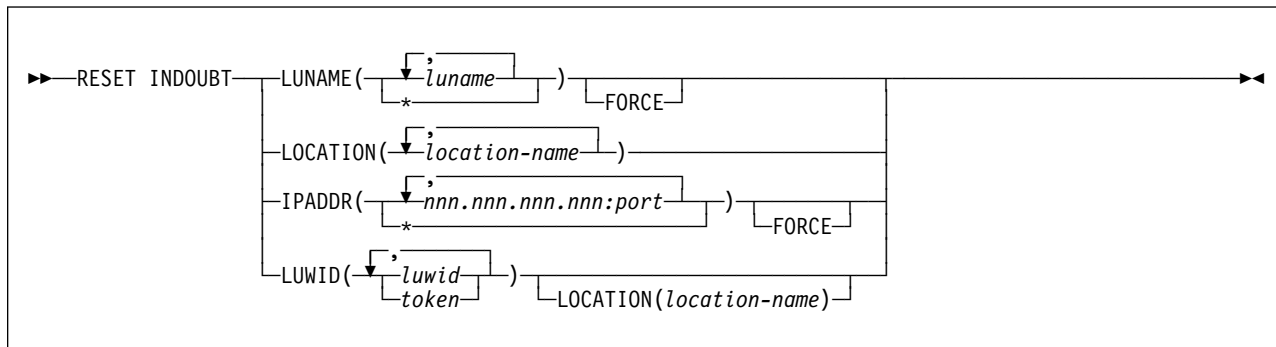 ,
RESET INDOUBT LUNAME( luname )
* FORCE
,
LOCATION( location-name )
,
IPADDR( nnn.nnn.nnn.nnn:port )
* FORCE
,
LUWID( luwid )
token LOCATION(location-name)